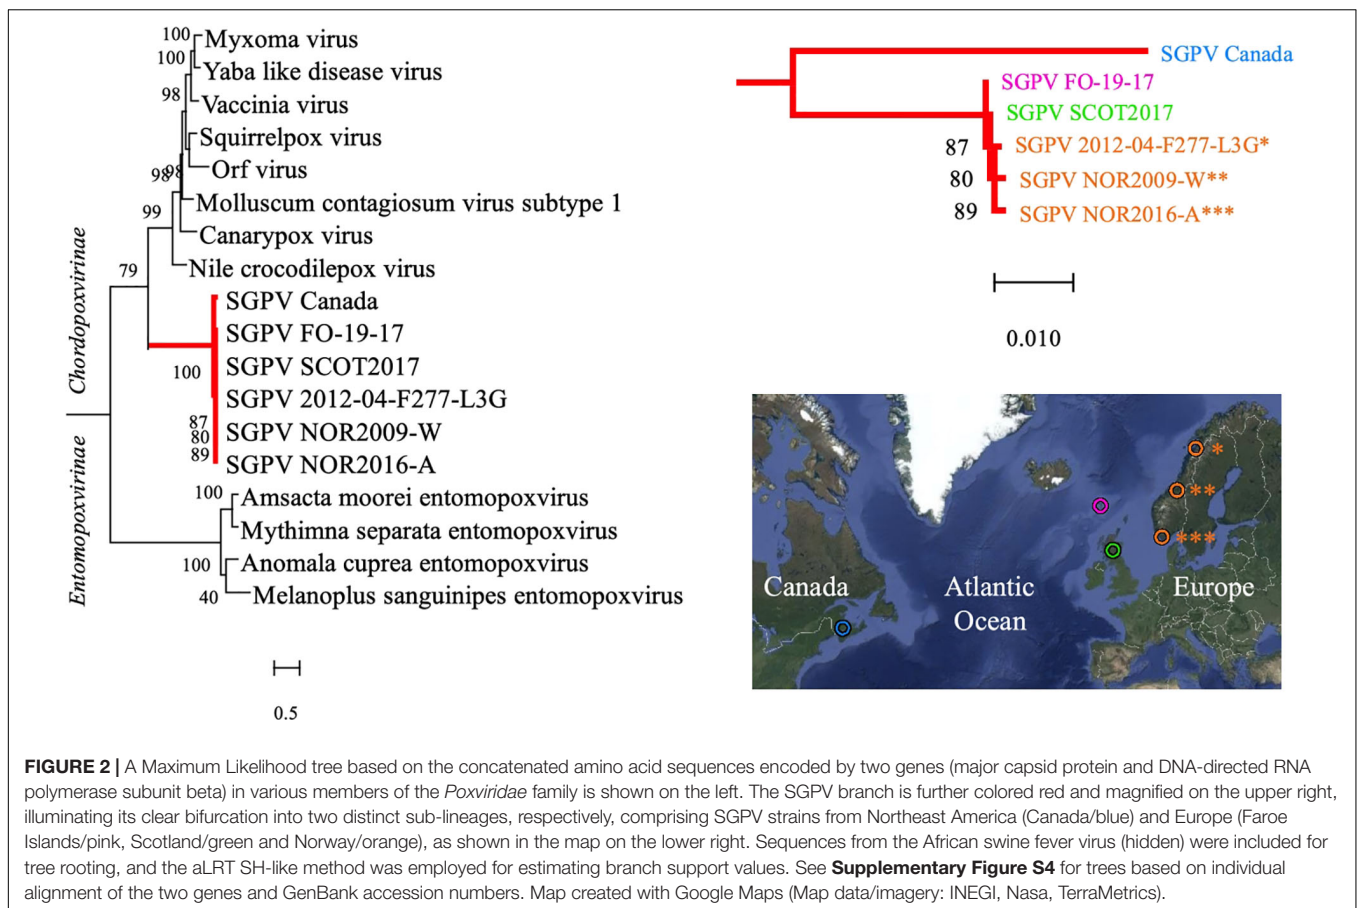 100 Myxoma virus
100
Yaba like disease virus
98
Vaccinia virus
Squirrelpox virus
98 98 Orf virus
Molluscum contagiosum virus subtype 1
99
Canarypox virus
79
Nile crocodilepox virus
Chordopoxvirinae
SGPV Canada
SGPV FO-19-17
SGPV SCOT2017
100
SGPV 2012-04-F277-L3G
87
SGPV NOR2009-W
80
89
SGPV NOR2016-A
Entomopoxvirinae
100 Amsacta moorei entomopoxvirus
Mythimna separata entomopoxvirus
100 Anomala cuprea entomopoxvirus
40 Melanoplus sanguinipes entomopoxvirus
0.5
SGPV Canada
SGPV FO-19-17
SGPV SCOT2017
87 SGPV 2012-04-F277-L3G*
80 SGPV NOR2009-W**
89 SGPV NOR2016-A***
0.010
*
**
***
Canada
Atlantic
Ocean
Europe
FIGURE 2 | A Maximum Likelihood tree based on the concatenated amino acid sequences encoded by two genes (major capsid protein and DNA-directed RNA
polymerase subunit beta) in various members of the Poxviridae family is shown on the left. The SGPV branch is further colored red and magnified on the upper right,
illuminating its clear bifurcation into two distinct sub-lineages, respectively, comprising SGPV strains from Northeast America (Canada/blue) and Europe (Faroe
Islands/pink, Scotland/green and Norway/orange), as shown in the map on the lower right. Sequences from the African swine fever virus (hidden) were included for
tree rooting, and the aLRT SH-like method was employed for estimating branch support values. See Supplementary Figure S4 for trees based on individual
alignment of the two genes and GenBank accession numbers. Map created with Google Maps (Map data/imagery: INEGI, Nasa, TerraMetrics).